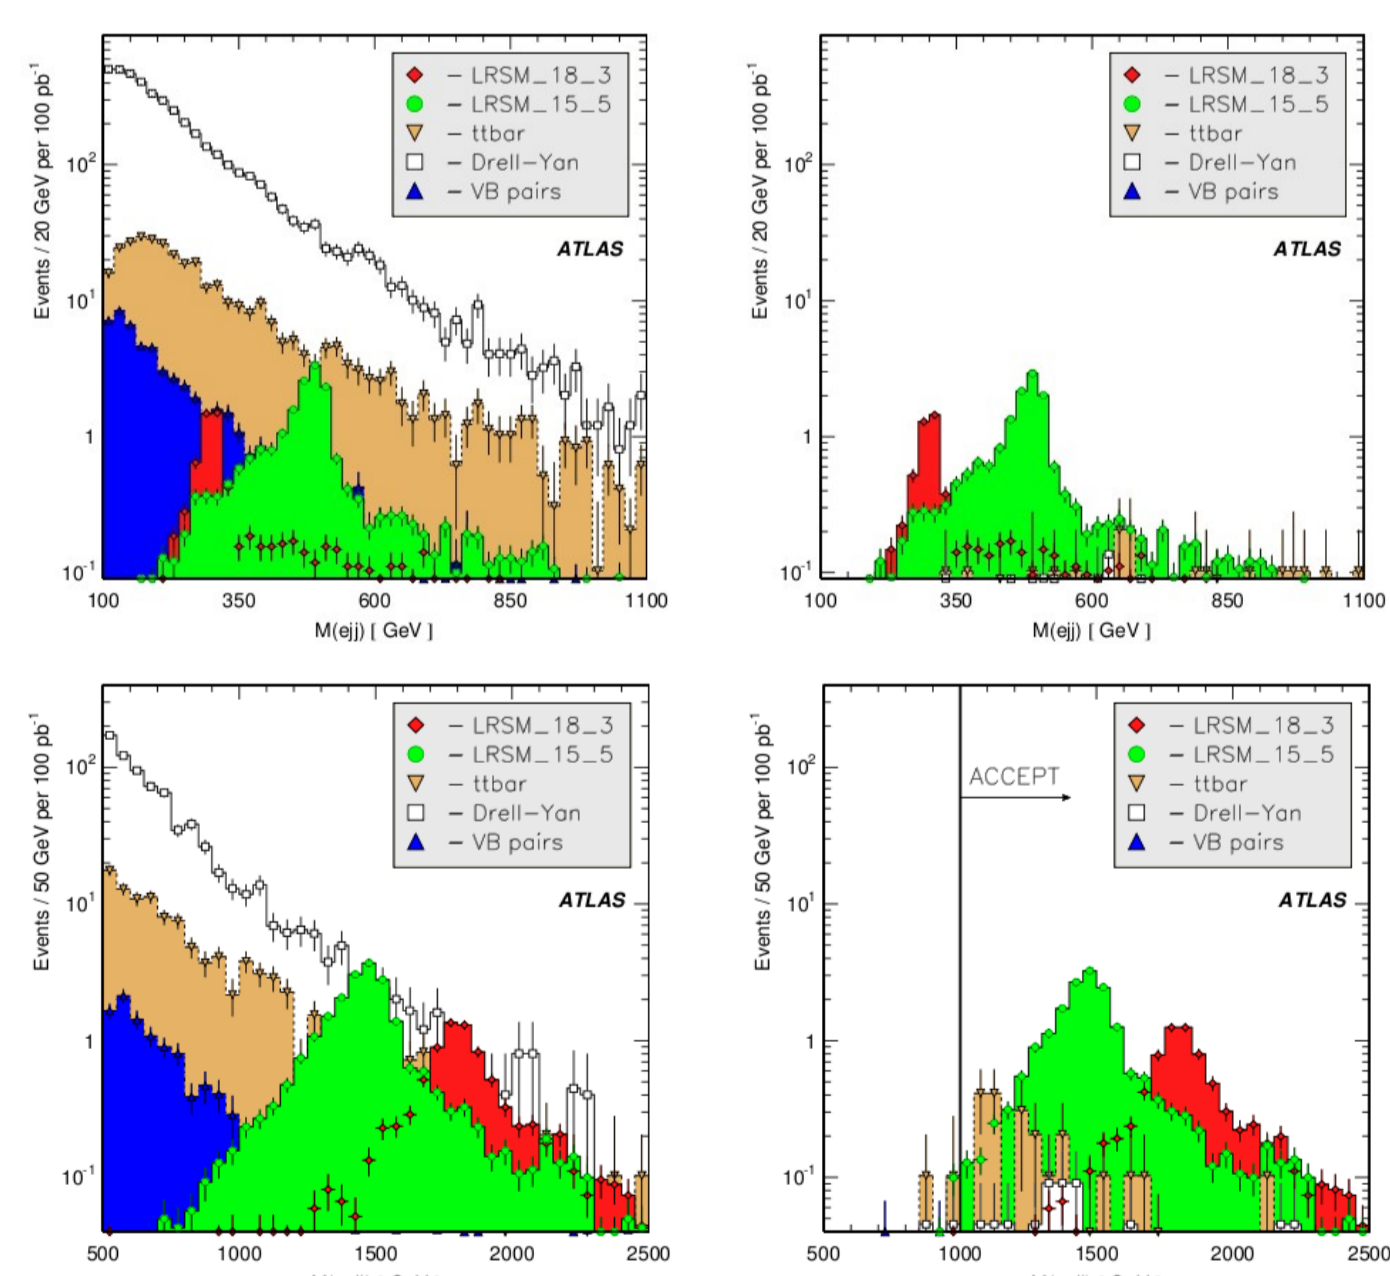 Events / 20 GeV per 100 pb⁻¹
10²
10¹
1
10⁻¹
– LRSM_18_3
– LRSM_15_5
– ttbar
– Drell–Yan
– VB pairs
ATLAS
100 350 600 850 1100
M(ejj) [ GeV ]
Events / 20 GeV per 100 pb⁻¹
10²
10¹
1
10⁻¹
– LRSM_18_3
– LRSM_15_5
– ttbar
– Drell–Yan
– VB pairs
ATLAS
100 350 600 850 1100
M(ejj) [ GeV ]
Events / 50 GeV per 100 pb⁻¹
10²
10¹
1
10⁻¹
– LRSM_18_3
– LRSM_15_5
– ttbar
– Drell–Yan
– VB pairs
ATLAS
500 1000 1500 2000 2500
Events / 50 GeV per 100 pb⁻¹
10²
10¹
1
10⁻¹
ACCEPT
– LRSM_18_3
– LRSM_15_5
– ttbar
– Drell–Yan
– VB pairs
ATLAS
500 1000 1500 2000 2500